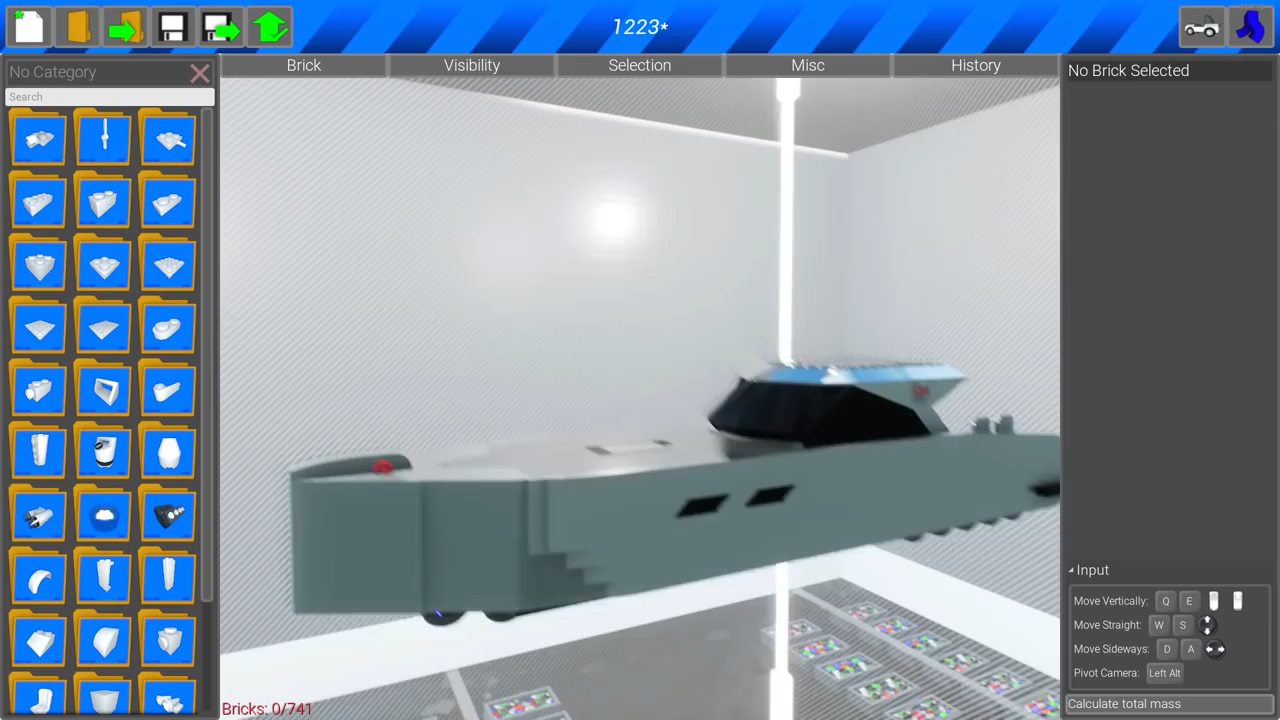 1223*
No Category
Search
Brick
Visibility
Selection
Misc
History
No Brick Selected
Input
Move Vertically: Q E
Move Straight: W S
Move Sideways: D A
Pivot Camera: Left Alt
Calculate total mass
Bricks: 0/741